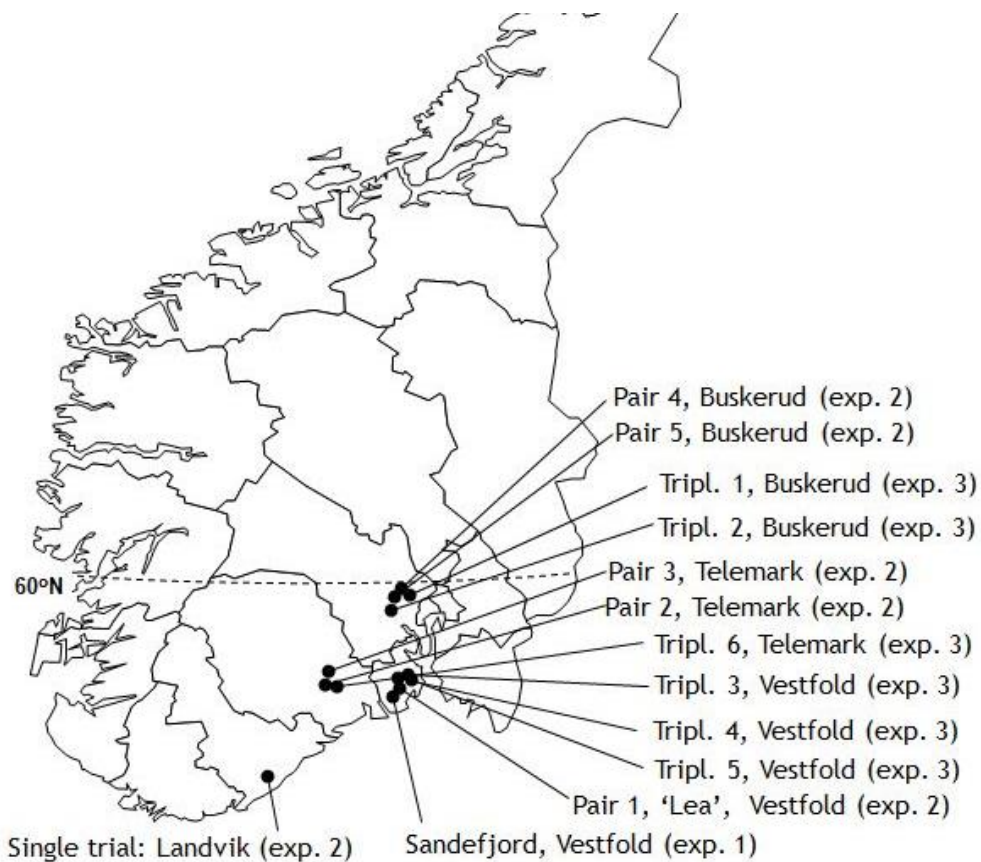 Pair 4, Buskerud (exp. 2)
Pair 5, Buskerud (exp. 2)
Tripl. 1, Buskerud (exp. 3)
Tripl. 2, Buskerud (exp. 3)
60ºN
Pair 3, Telemark (exp. 2)
Pair 2, Telemark (exp. 2)
Tripl. 6, Telemark (exp. 3)
Tripl. 3, Vestfold (exp. 3)
Tripl. 4, Vestfold (exp. 3)
Tripl. 5, Vestfold (exp. 3)
Pair 1, ‘Lea’, Vestfold (exp. 2)
Single trial: Landvik (exp. 2)
Sandefjord, Vestfold (exp. 1)